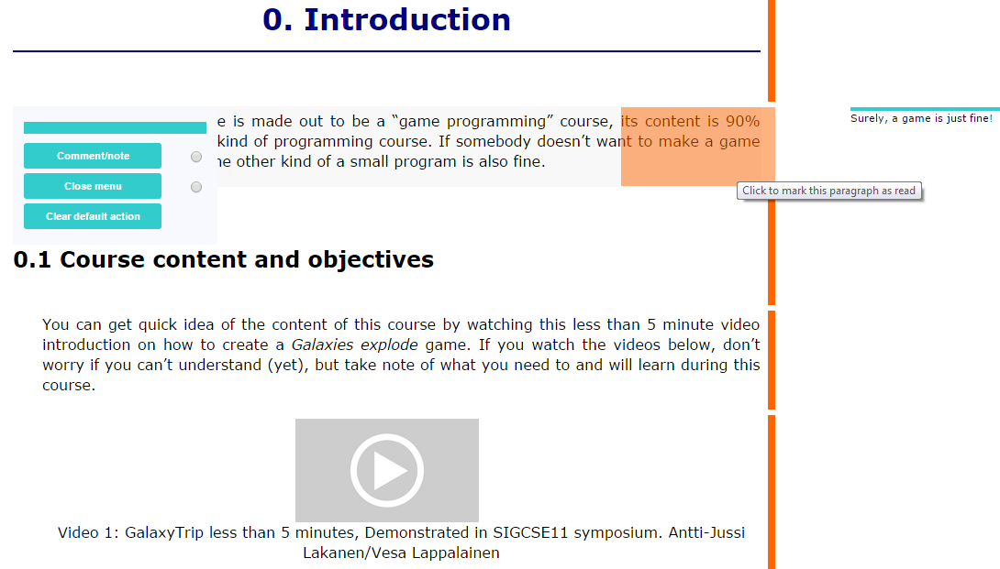 0. Introduction
e is made out to be a “game programming” course, its content is 90%
kind of programming course. If somebody doesn’t want to make a game
ne other kind of a small program is also fine.
Surely, a game is just fine!
Comment/note
Close menu
Clear default action
Click to mark this paragraph as read
0.1 Course content and objectives
You can get quick idea of the content of this course by watching this less than 5 minute video
introduction on how to create a Galaxies explode game. If you watch the videos below, don’t
worry if you can’t understand (yet), but take note of what you need to and will learn during this
course.
Video 1: GalaxyTrip less than 5 minutes, Demonstrated in SIGCSE11 symposium. Antti-Jussi
Lakanen/Vesa Lappalainen